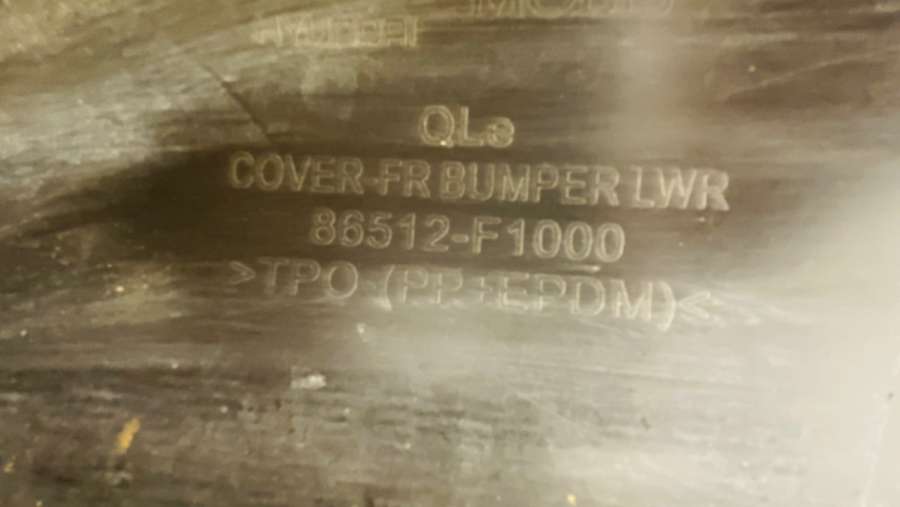 QLe
COVER-FR BUMPER LWR
86512-F1000
>TPO-(PP+EPDM)<